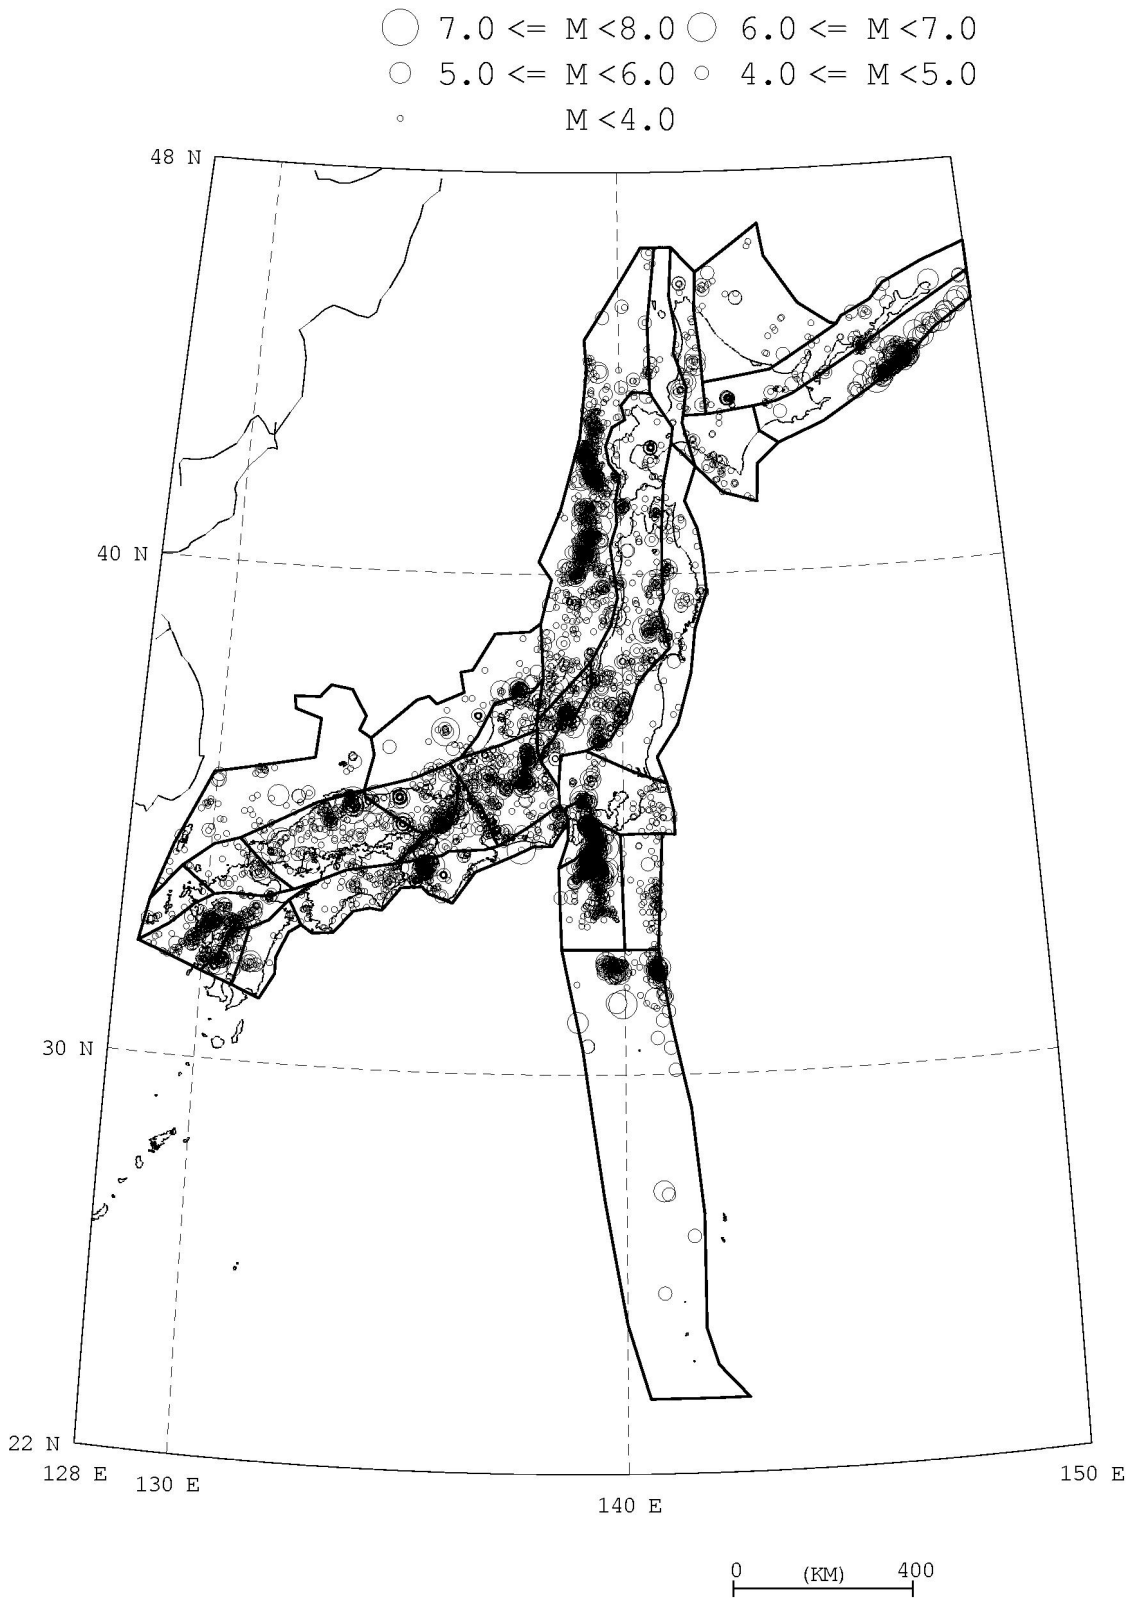 7.0 <= M <8.0 6.0 <= M <7.0
5.0 <= M <6.0 4.0 <= M <5.0
M <4.0
48 N
40 N
30 N
22 N
128 E
130 E
140 E
150 E
0 (KM) 400